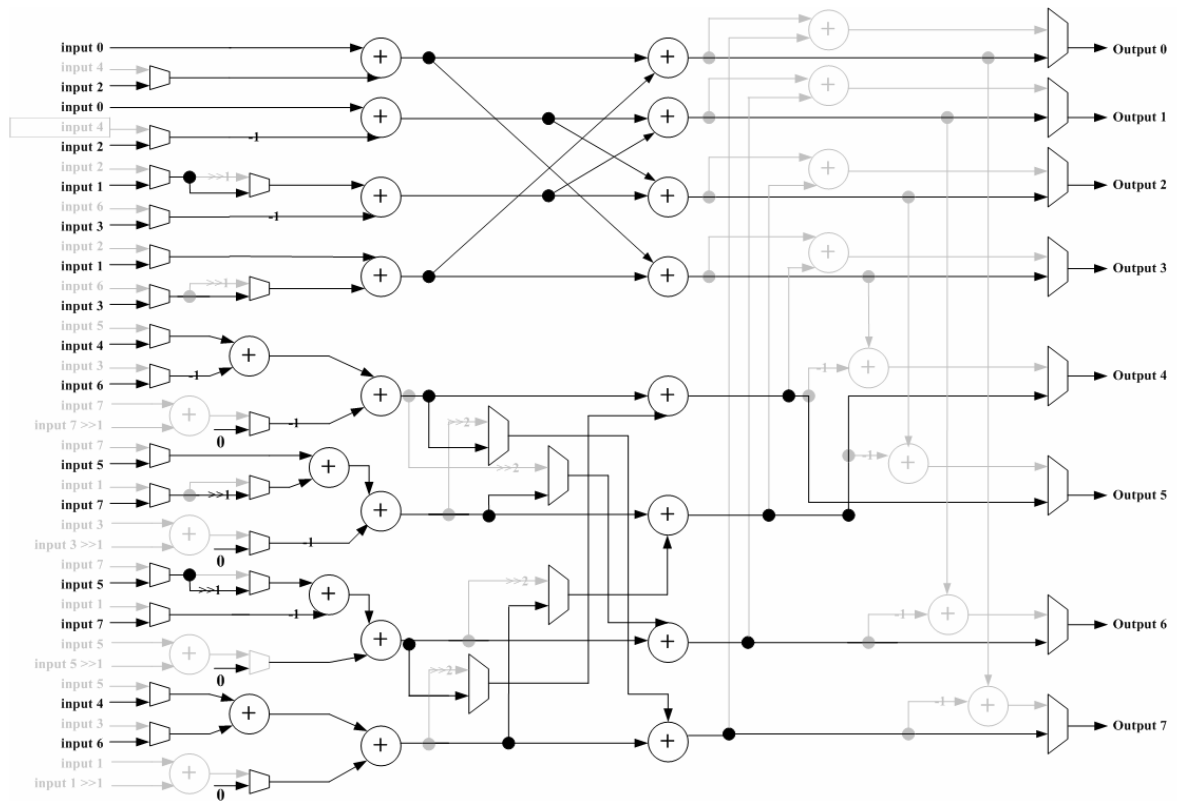 input 0
Output 0
input 4
input 2
input 0
Output 1
input 4
-1
input 2
input 2
>>1
input 1
Output 2
input 6
-1
input 3
input 2
input 1
Output 3
input 6
>>1
input 3
input 5
input 4
input 3
-1
input 6
-1
Output 4
input 7
input 7 >>1
-1
0
>>2
input 7
input 5
-1
>>2
input 1
>>1
input 7
Output 5
input 3
input 3 >>1
-1
0
input 7
input 5
>>1
>>2
input 1
-1
input 7
-1
Output 6
input 5
input 5 >>1
0
>>2
input 5
input 4
-1
input 3
input 6
Output 7
input 1
input 1 >>1
0